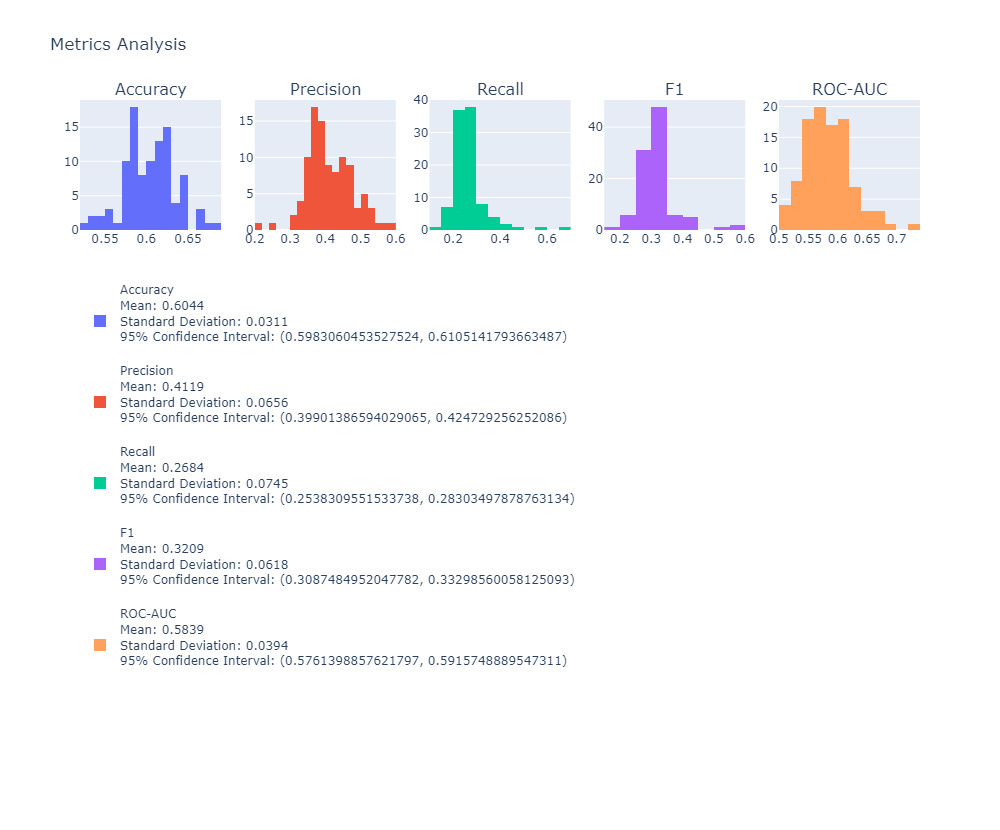 Metrics Analysis
Accuracy Precision Recall F1 ROC-AUC
15
10
5
0
0.55 0.6 0.65
15
10
5
0
0.2 0.3 0.4 0.5 0.6
40
30
20
10
0
0.2 0.4 0.6
40
20
0
0.2 0.3 0.4 0.5 0.6
20
15
10
5
0
0.5 0.55 0.6 0.65 0.7
Accuracy
Mean: 0.6044
Standard Deviation: 0.0311
95% Confidence Interval: (0.5983060453527524, 0.6105141793663487)
Precision
Mean: 0.4119
Standard Deviation: 0.0656
95% Confidence Interval: (0.39901386594029065, 0.424729256252086)
Recall
Mean: 0.2684
Standard Deviation: 0.0745
95% Confidence Interval: (0.2538309551533738, 0.28303497878763134)
F1
Mean: 0.3209
Standard Deviation: 0.0618
95% Confidence Interval: (0.3087484952047782, 0.33298560058125093)
ROC-AUC
Mean: 0.5839
Standard Deviation: 0.0394
95% Confidence Interval: (0.5761398857621797, 0.5915748889547311)